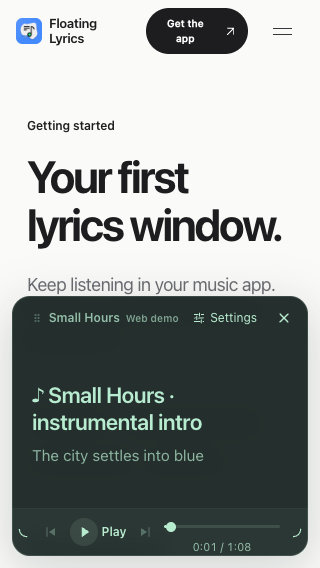 Floating
Lyrics
Get the
app
Getting started
Your first
lyrics window.
Keep listening in your music app.
Small Hours Web demo Settings
♪ Small Hours ·
instrumental intro
The city settles into blue
Play
0:01 / 1:08